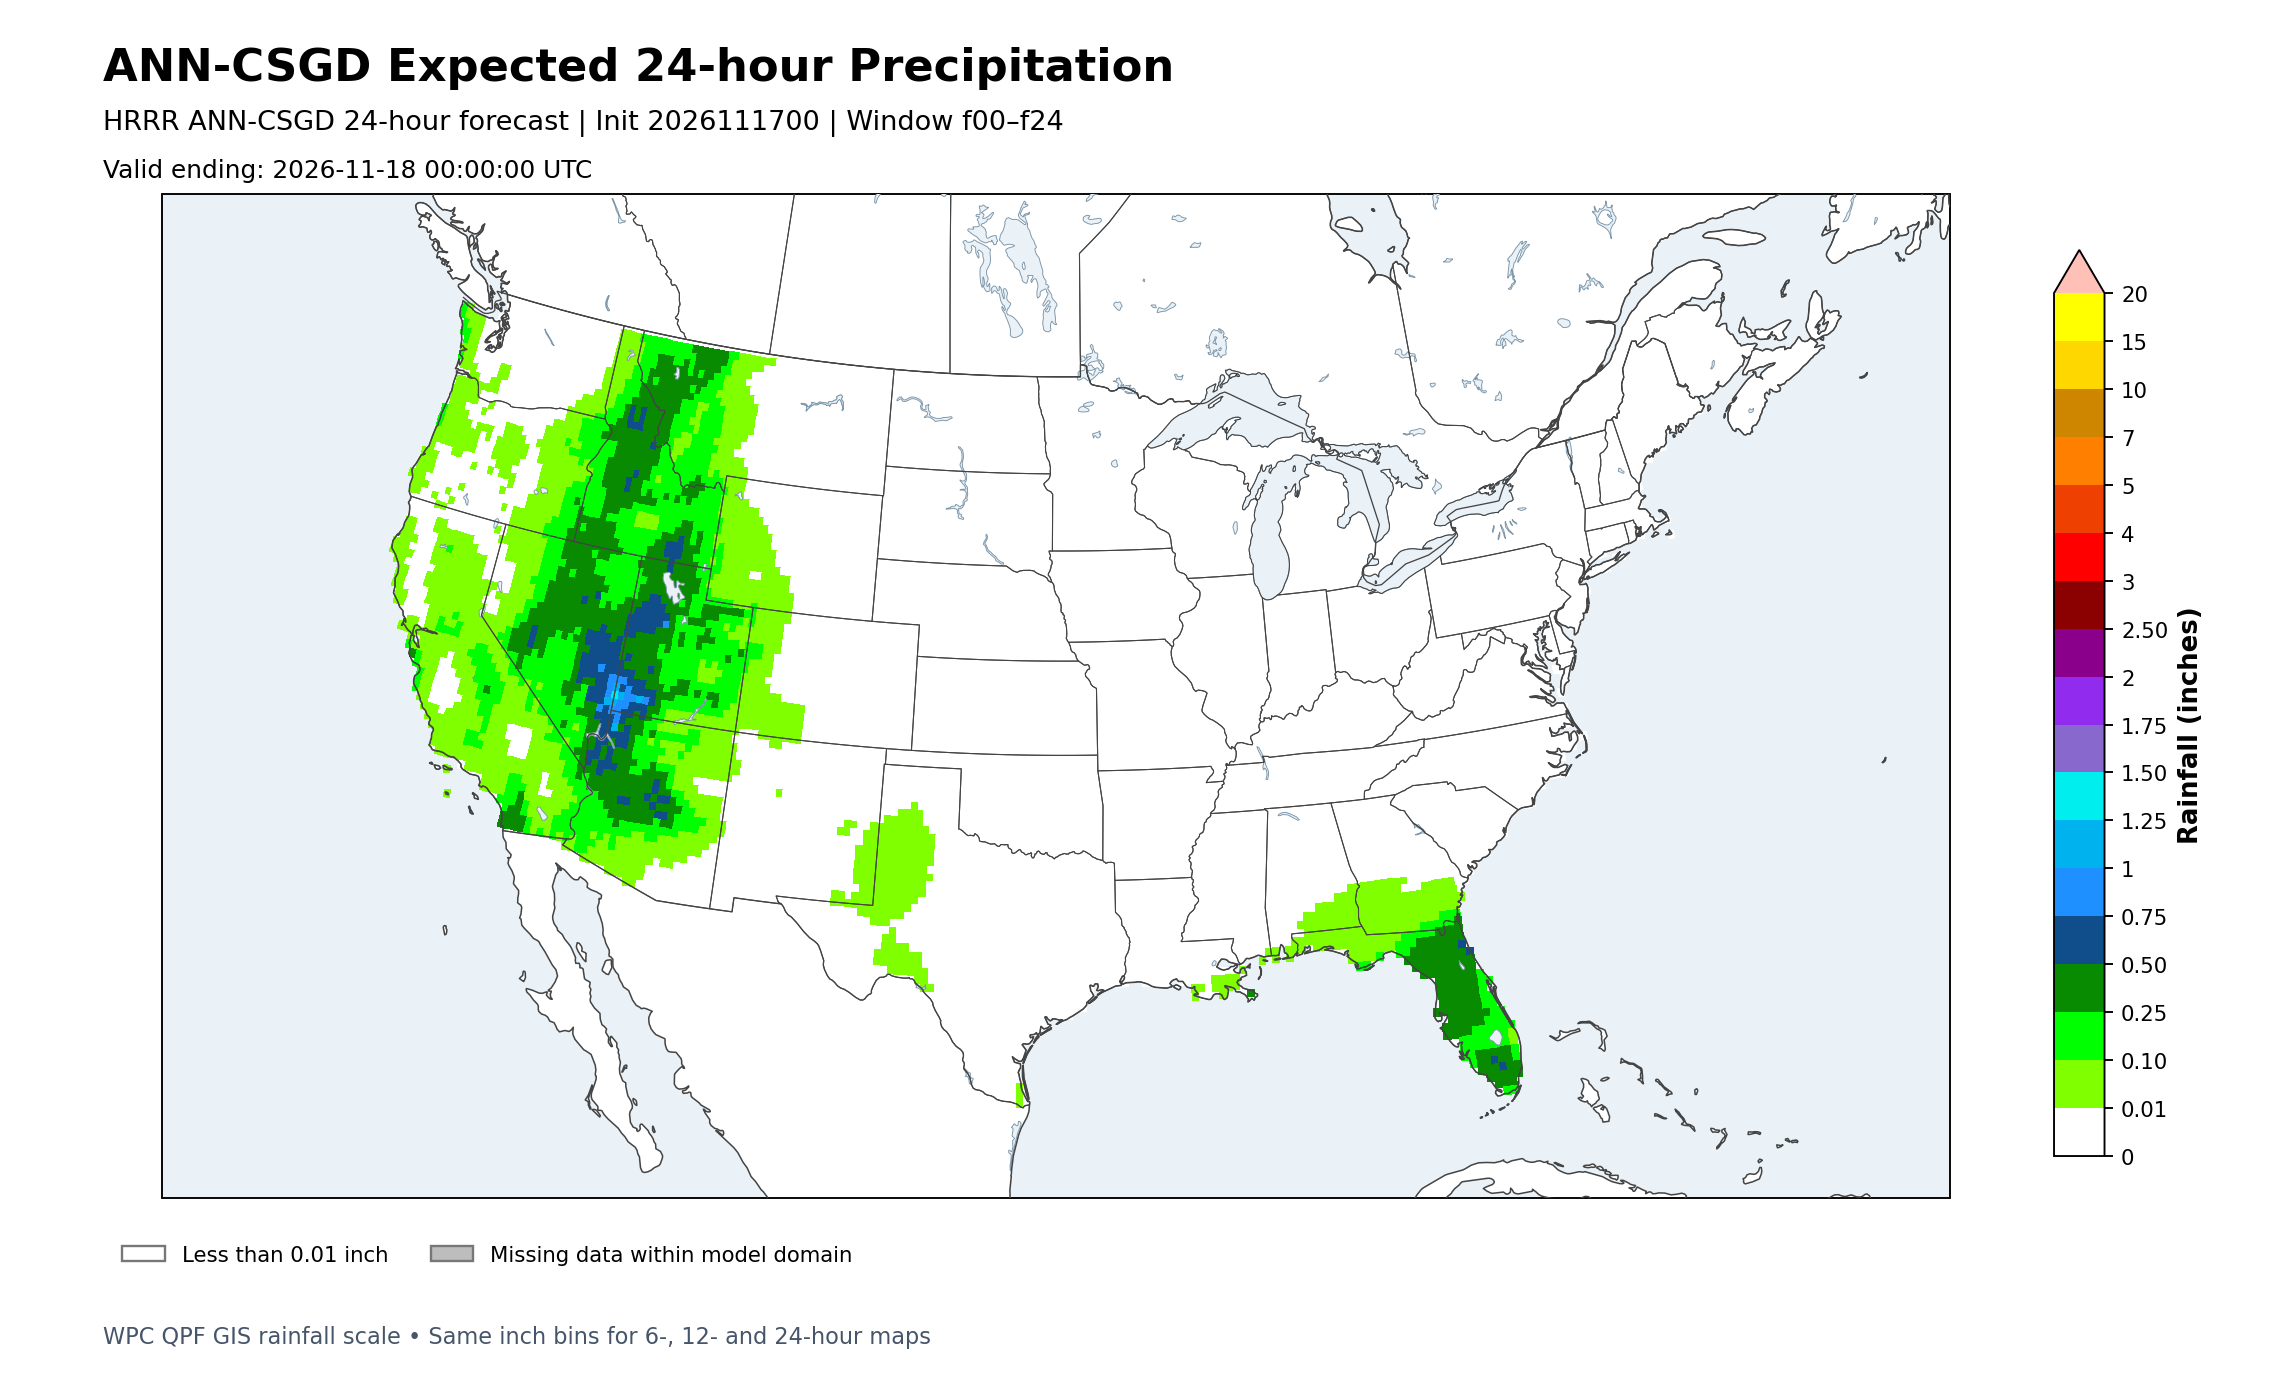 ANN-CSGD Expected 24-hour Precipitation
HRRR ANN-CSGD 24-hour forecast | Init 2026111700 | Window f00–f24
Valid ending: 2026-11-18 00:00:00 UTC
20
15
10
7
5
4
3
2.50
2
1.75
1.50
1.25
1
0.75
0.50
0.25
0.10
0.01
0
Rainfall (inches)
Less than 0.01 inch
Missing data within model domain
WPC QPF GIS rainfall scale • Same inch bins for 6-, 12- and 24-hour maps